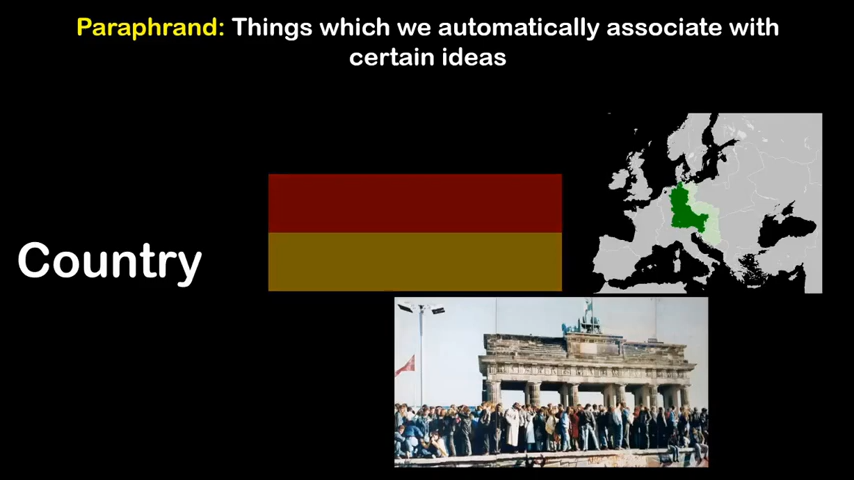 Paraphrand: Things which we automatically associate with
certain ideas
Country